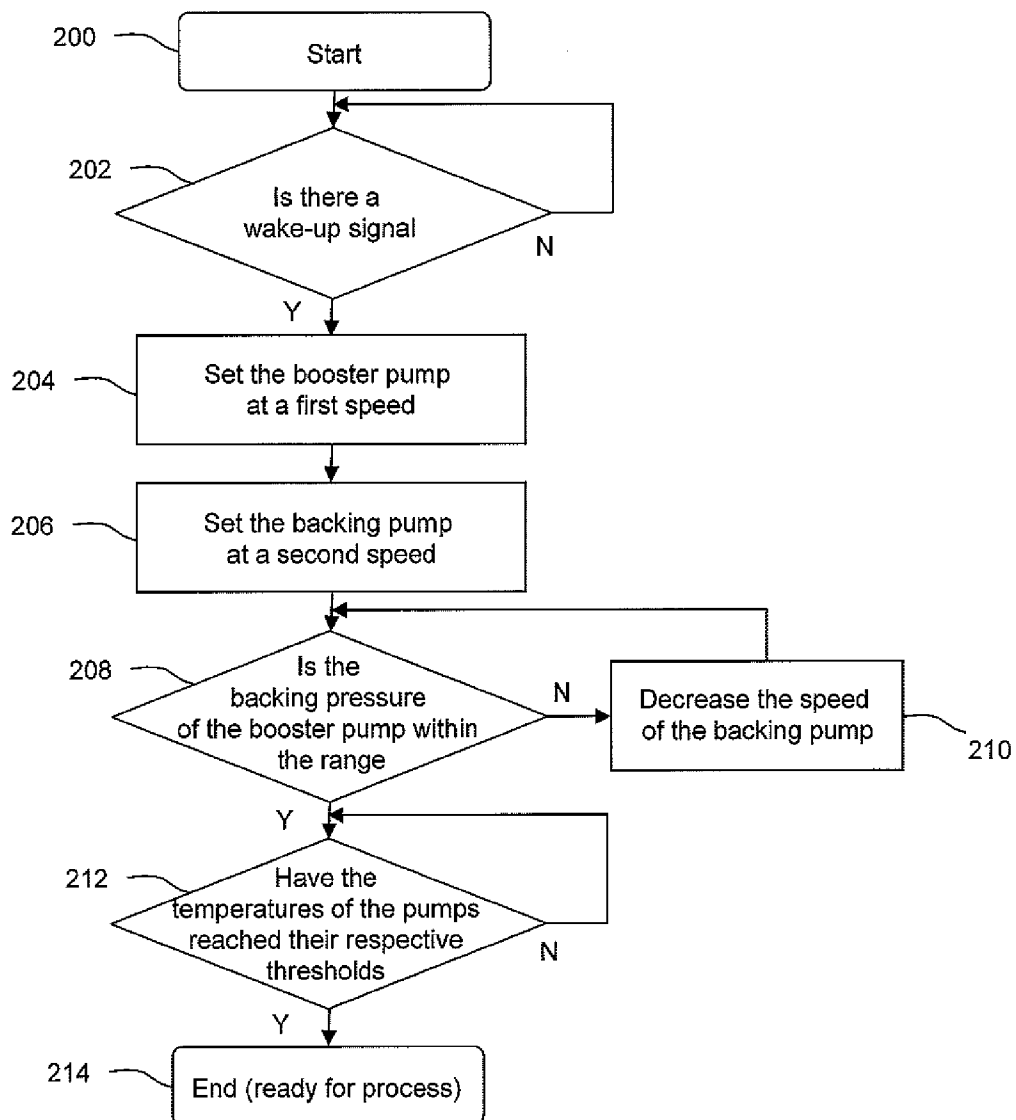 200
Start
202
Is there a
wake-up signal
N
Y
204
Set the booster pump
at a first speed
206
Set the backing pump
at a second speed
208
Is the
backing pressure
of the booster pump within
the range
N
Decrease the speed
of the backing pump
210
Y
212
Have the
temperatures of the pumps
reached their respective
thresholds
N
Y
214
End (ready for process)